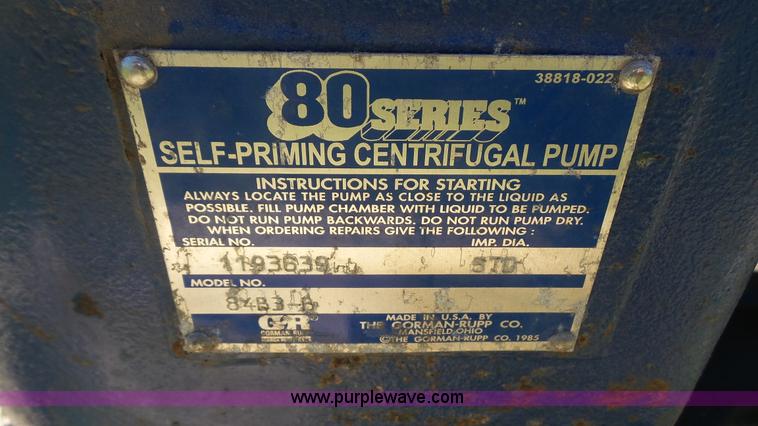 38818-022
80 SERIES™
SELF-PRIMING CENTRIFUGAL PUMP
INSTRUCTIONS FOR STARTING
ALWAYS LOCATE THE PUMP AS CLOSE TO THE LIQUID AS
POSSIBLE. FILL PUMP CHAMBER WITH LIQUID TO BE PUMPED.
DO NOT RUN PUMP BACKWARDS. DO NOT RUN PUMP DRY.
WHEN ORDERING REPAIRS GIVE THE FOLLOWING :
SERIAL NO. IMP. DIA.
STD
MODEL NO.
GR®
MADE IN U.S.A. BY
THE GORMAN-RUPP CO.
MANSFIELD, OHIO
©THE GORMAN-RUPP CO. 1985
www.purplewave.com